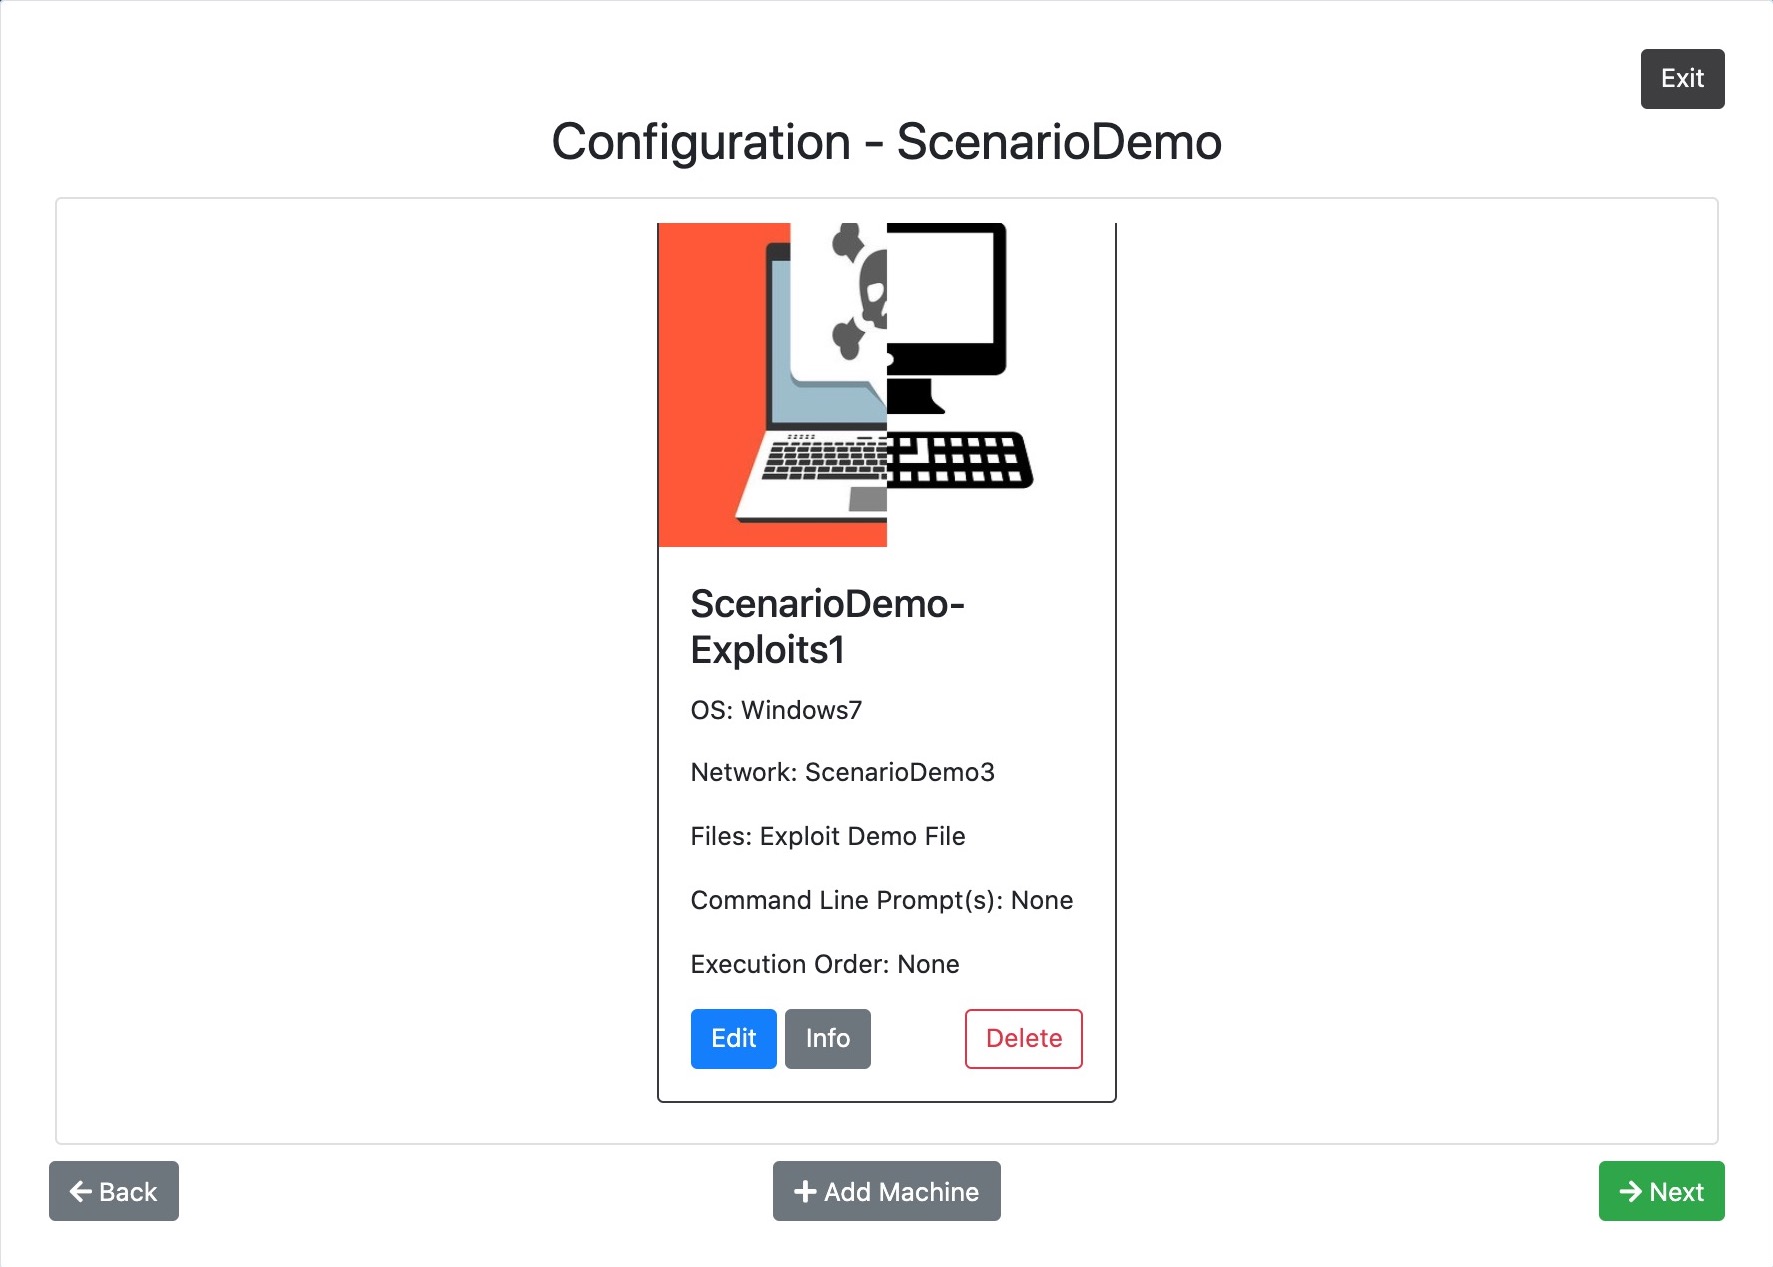 Exit
Configuration - ScenarioDemo
ScenarioDemo-
Exploits1
OS: Windows7
Network: ScenarioDemo3
Files: Exploit Demo File
Command Line Prompt(s): None
Execution Order: None
Edit Info Delete
Back Add Machine Next